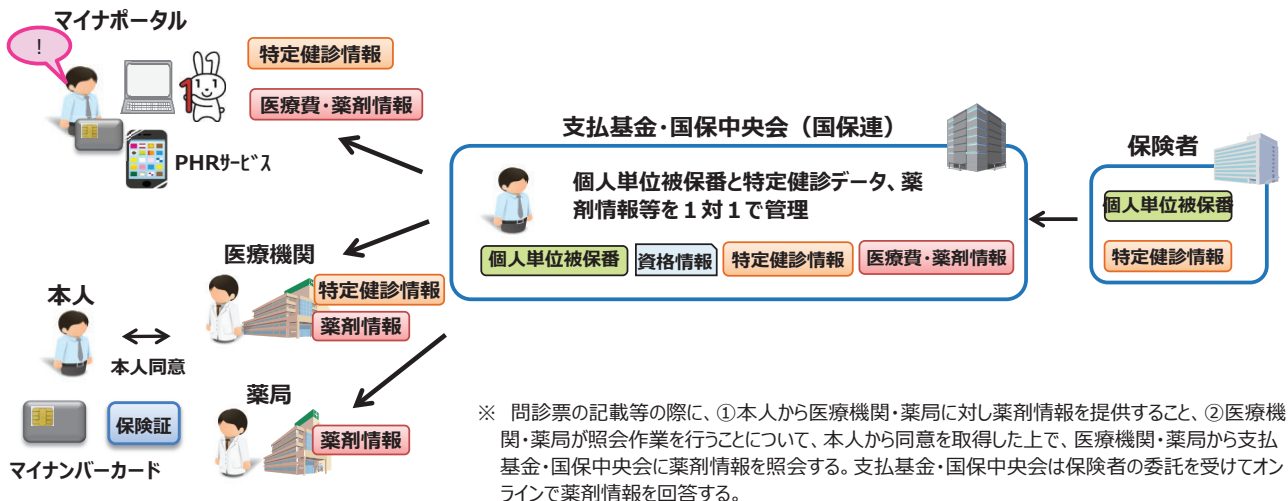 マイナポータル
!
特定健診情報
1
医療費・薬剤情報
PHRサービス
支払基金・国保中央会（国保連）
個人単位被保番と特定健診データ、薬
剤情報等を１対１で管理
個人単位被保番
資格情報
特定健診情報
医療費・薬剤情報
保険者
個人単位被保番
特定健診情報
医療機関
特定健診情報
薬剤情報
本人
本人同意
薬局
薬剤情報
保険証
マイナンバーカード
※ 問診票の記載等の際に、①本人から医療機関・薬局に対し薬剤情報を提供すること、②医療機
関・薬局が照会作業を行うことについて、本人から同意を取得した上で、医療機関・薬局から支払
基金・国保中央会に薬剤情報を照会する。支払基金・国保中央会は保険者の委託を受けてオン
ラインで薬剤情報を回答する。